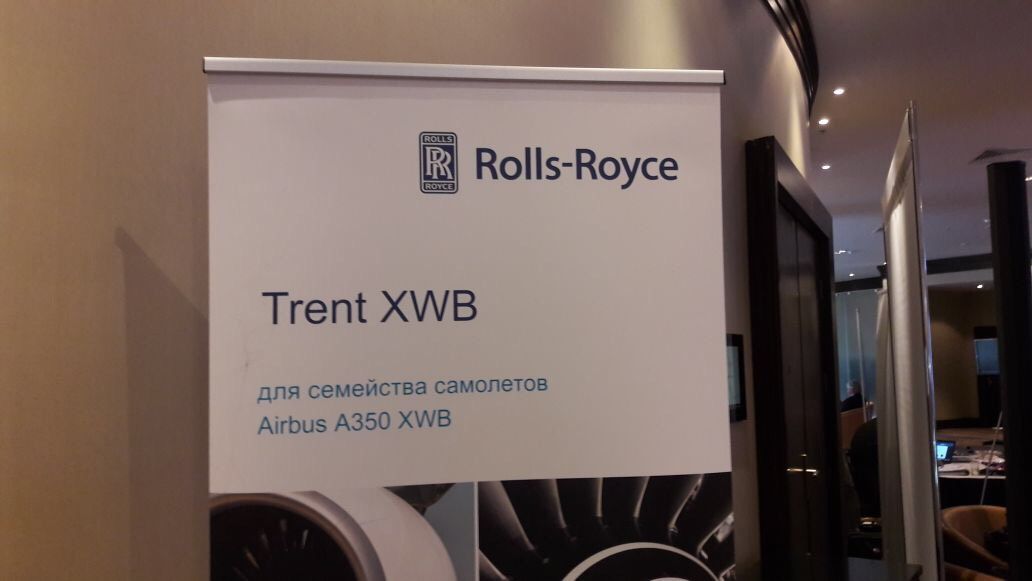 ROLLS
RR
ROYCE
Rolls-Royce
Trent XWB
для семейства самолетов
Airbus A350 XWB